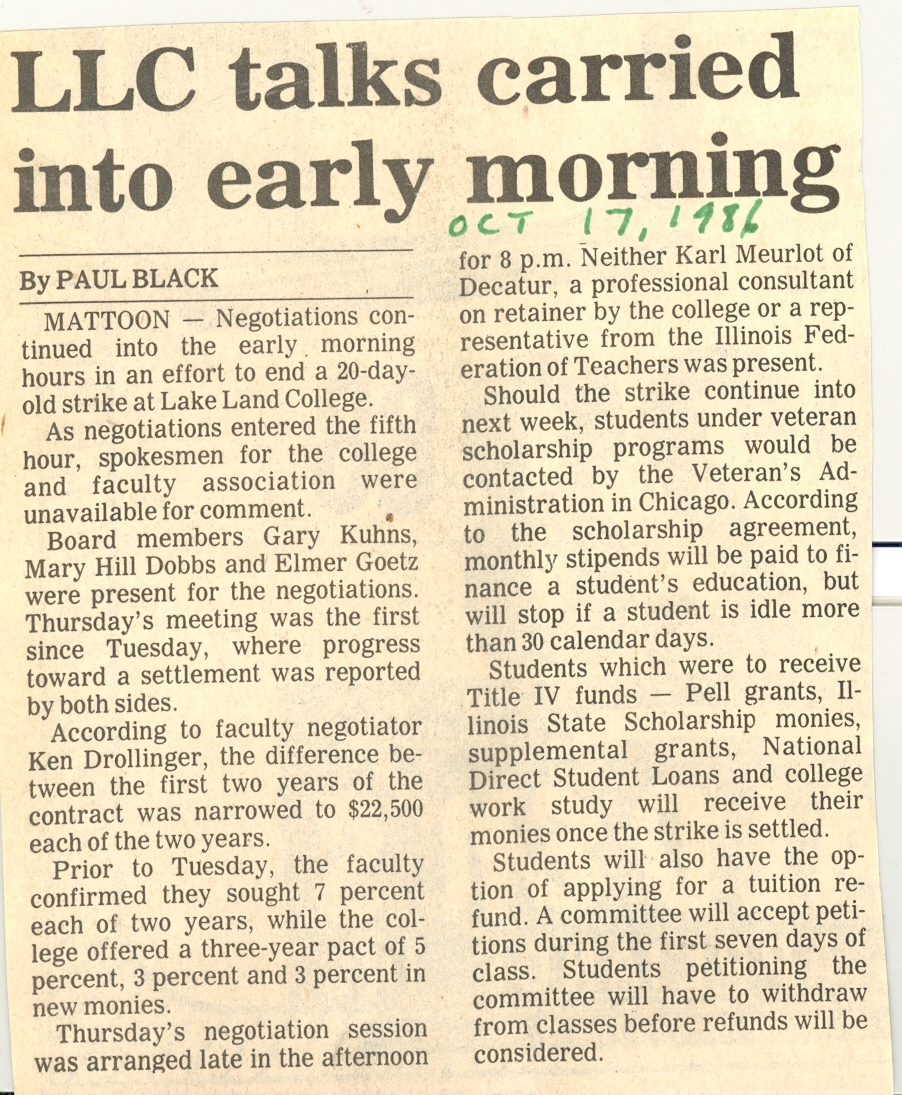 LLC talks carried
into early morning
OCT 17, 1986
By PAUL BLACK
MATTOON — Negotiations con-
tinued into the early morning
hours in an effort to end a 20-day-
old strike at Lake Land College.
As negotiations entered the fifth
hour, spokesmen for the college
and faculty association were
unavailable for comment.
Board members Gary Kuhns,
Mary Hill Dobbs and Elmer Goetz
were present for the negotiations.
Thursday's meeting was the first
since Tuesday, where progress
toward a settlement was reported
by both sides.
According to faculty negotiator
Ken Drollinger, the difference be-
tween the first two years of the
contract was narrowed to $22,500
each of the two years.
Prior to Tuesday, the faculty
confirmed they sought 7 percent
each of two years, while the col-
lege offered a three-year pact of 5
percent, 3 percent and 3 percent in
new monies.
Thursday's negotiation session
was arranged late in the afternoon
for 8 p.m. Neither Karl Meurlot of
Decatur, a professional consultant
on retainer by the college or a rep-
resentative from the Illinois Fed-
eration of Teachers was present.
Should the strike continue into
next week, students under veteran
scholarship programs would be
contacted by the Veteran's Ad-
ministration in Chicago. According
to the scholarship agreement,
monthly stipends will be paid to fi-
nance a student's education, but
will stop if a student is idle more
than 30 calendar days.
Students which were to receive
Title IV funds — Pell grants, Il-
linois State Scholarship monies,
supplemental grants, National
Direct Student Loans and college
work study will receive their
monies once the strike is settled.
Students will also have the op-
tion of applying for a tuition re-
fund. A committee will accept peti-
tions during the first seven days of
class. Students petitioning the
committee will have to withdraw
from classes before refunds will be
considered.